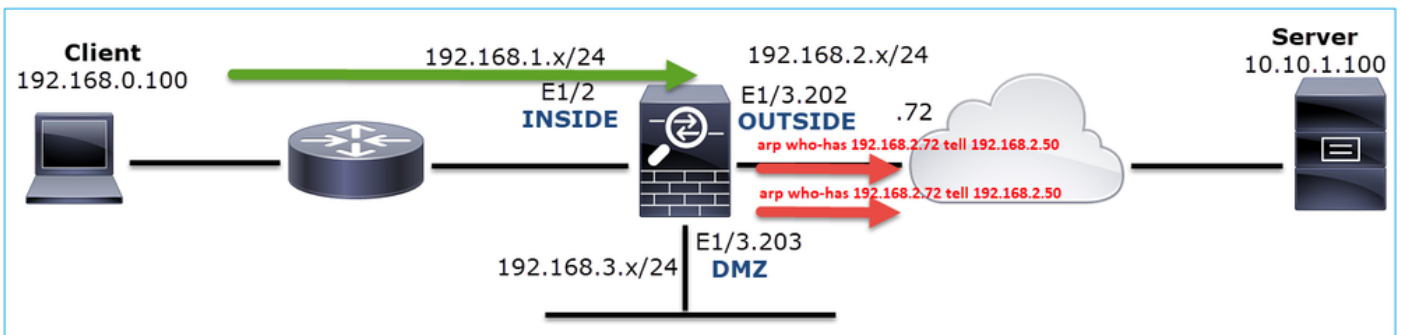 Client
192.168.0.100
192.168.1.x/24
E1/2
INSIDE
192.168.2.x/24
E1/3.202
OUTSIDE
.72
arp who-has 192.168.2.72 tell 192.168.2.50
arp who-has 192.168.2.72 tell 192.168.2.50
Server
10.10.1.100
E1/3.203
DMZ
192.168.3.x/24